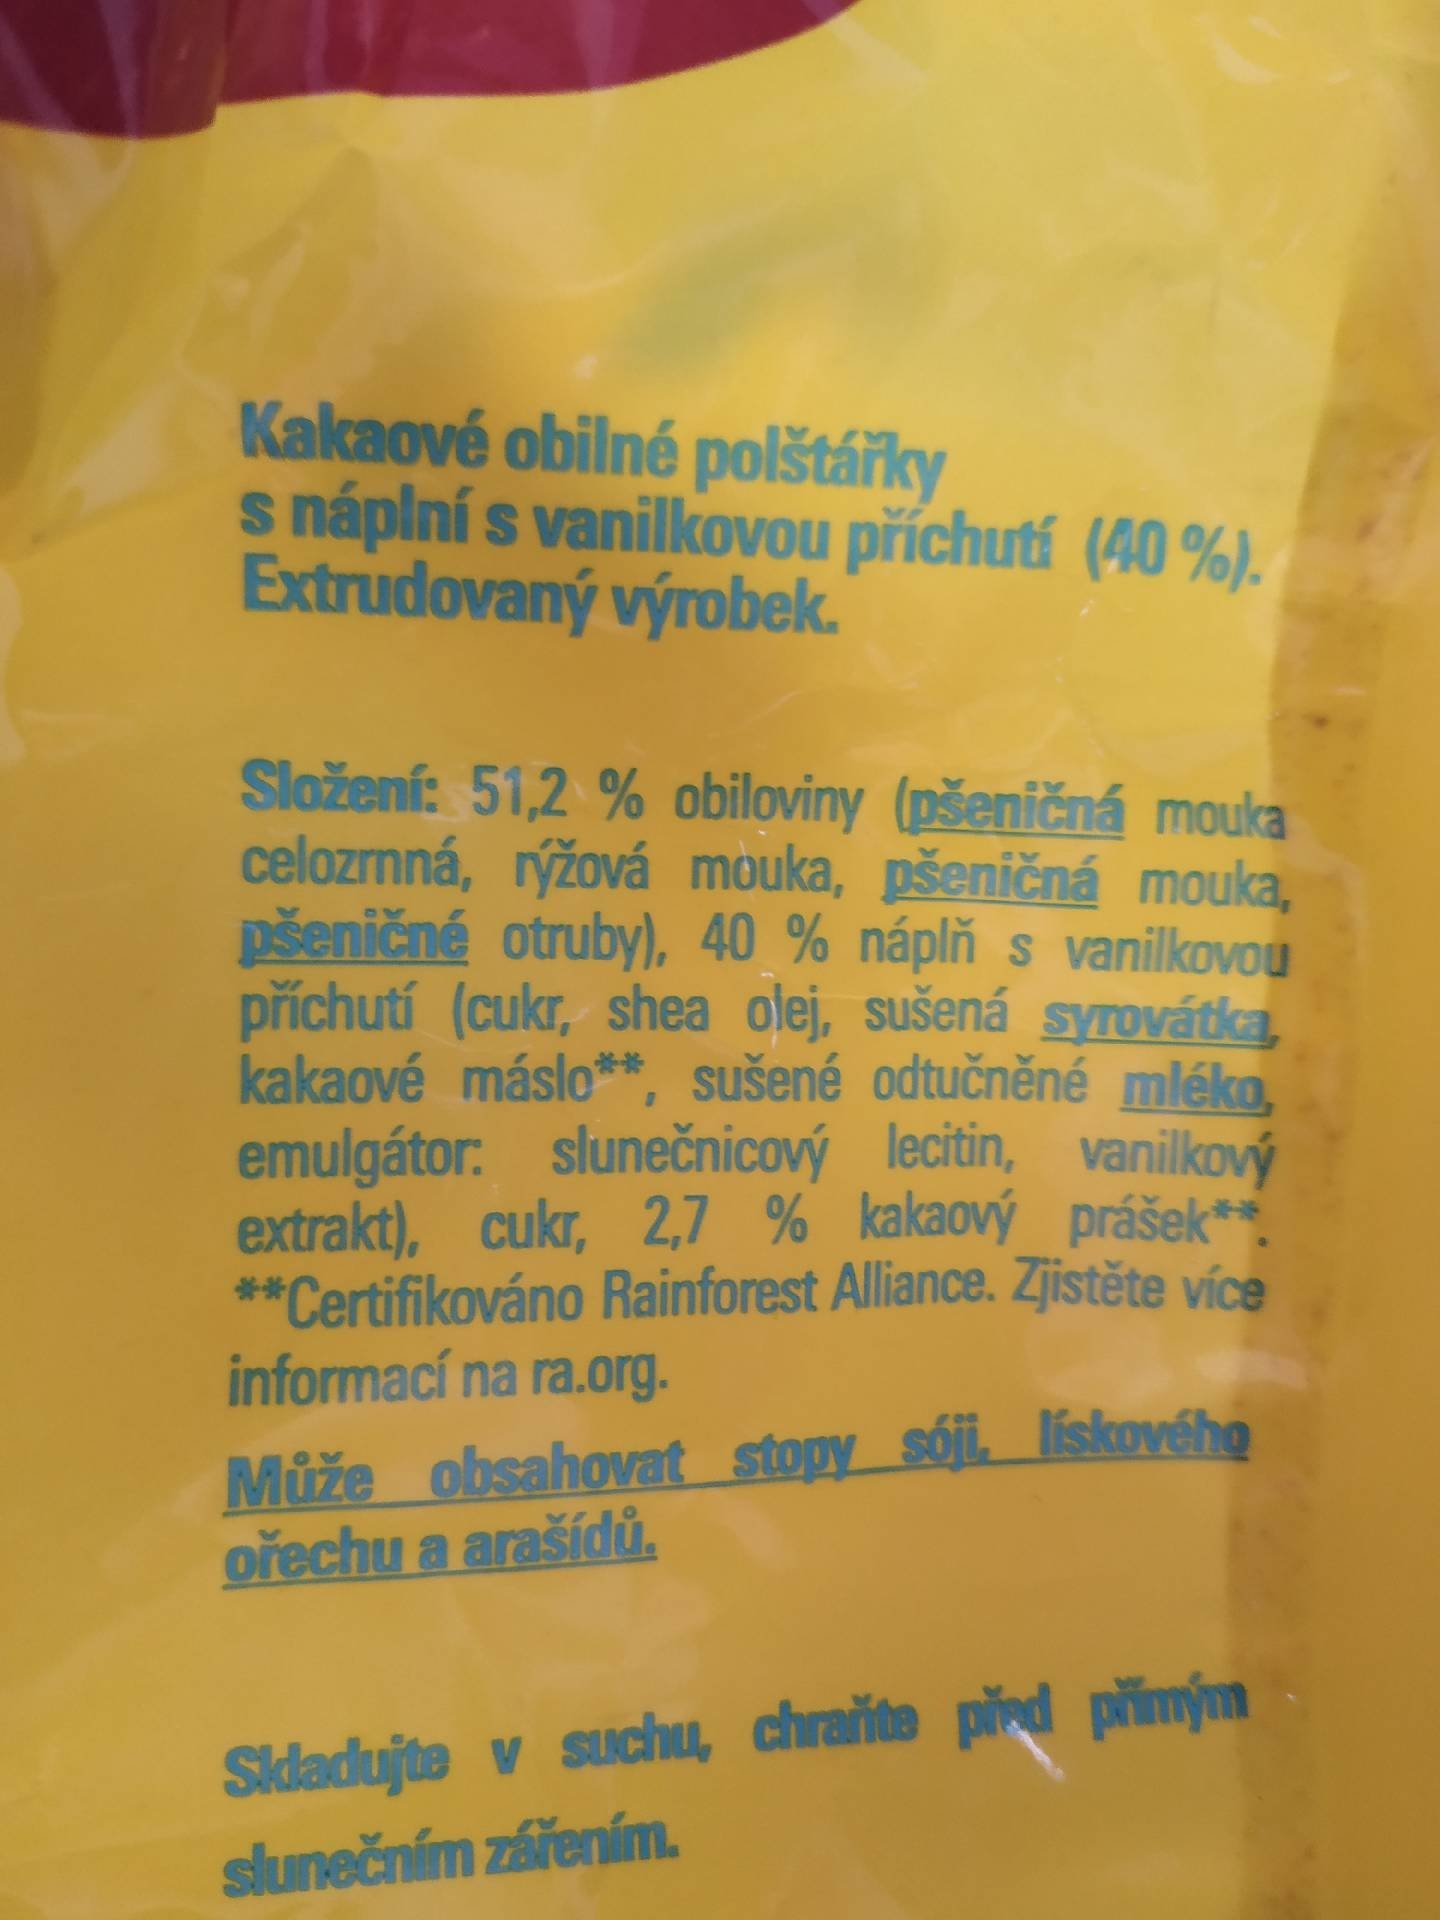 Kakaové obilné polštářky
s náplní s vanilkovou příchutí (40 %).
Extrudovaný výrobek.
Složení: 51,2 % obiloviny (pšeničná mouka
celozrnná, rýžová mouka, pšeničná mouka,
pšeničné otruby), 40 % náplň s vanilkovou
příchutí (cukr, shea olej, sušená syrovátka,
kakaové máslo**, sušené odtučněné mléko,
emulgátor: slunečnicový lecitin, vanilkový
extrakt), cukr, 2,7 % kakaový prášek**.
**Certifikováno Rainforest Alliance. Zjistěte více
informací na ra.org.
Může obsahovat stopy sóji, lískového
ořechu a arašídů.
Skladujte v suchu, chraňte před přímým
slunečním zářením.